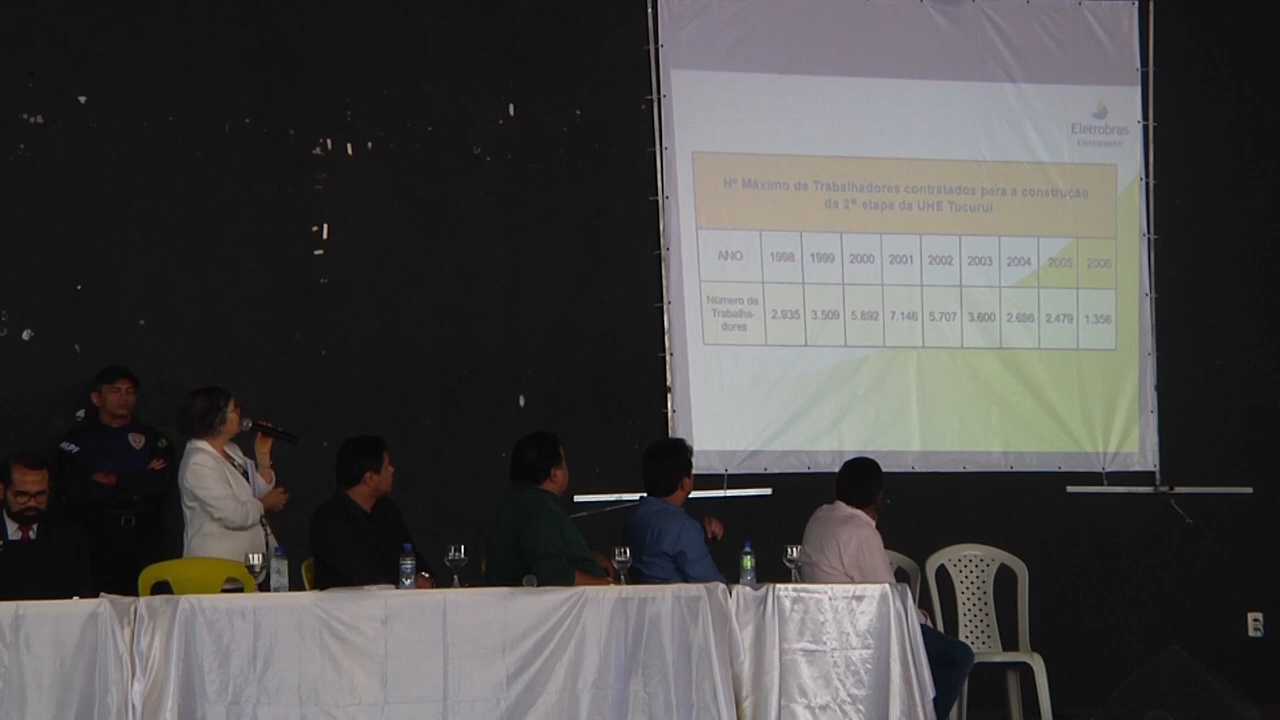 Eletrobras
Eletronorte
Nº Máximo de Trabalhadores contratados para a construção
da 2ª etapa da UHE Tucuruí
ANO 1998 1999 2000 2001 2002 2003 2004 2005 2006
Número de
Trabalha-
dores
2.935 3.509 5.892 7.146 5.707 3.600 2.696 2.479 1.356